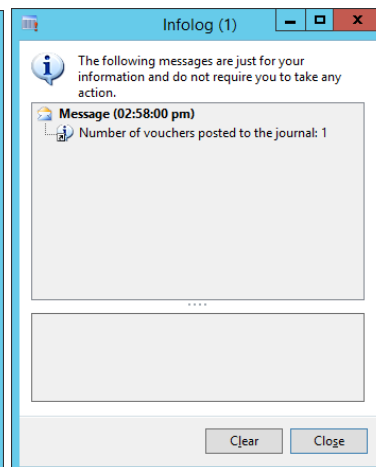 Infolog (1)
The following messages are just for your
information and do not require you to take any
action.
Message (02:58:00 pm)
Number of vouchers posted to the journal: 1
Clear
Close